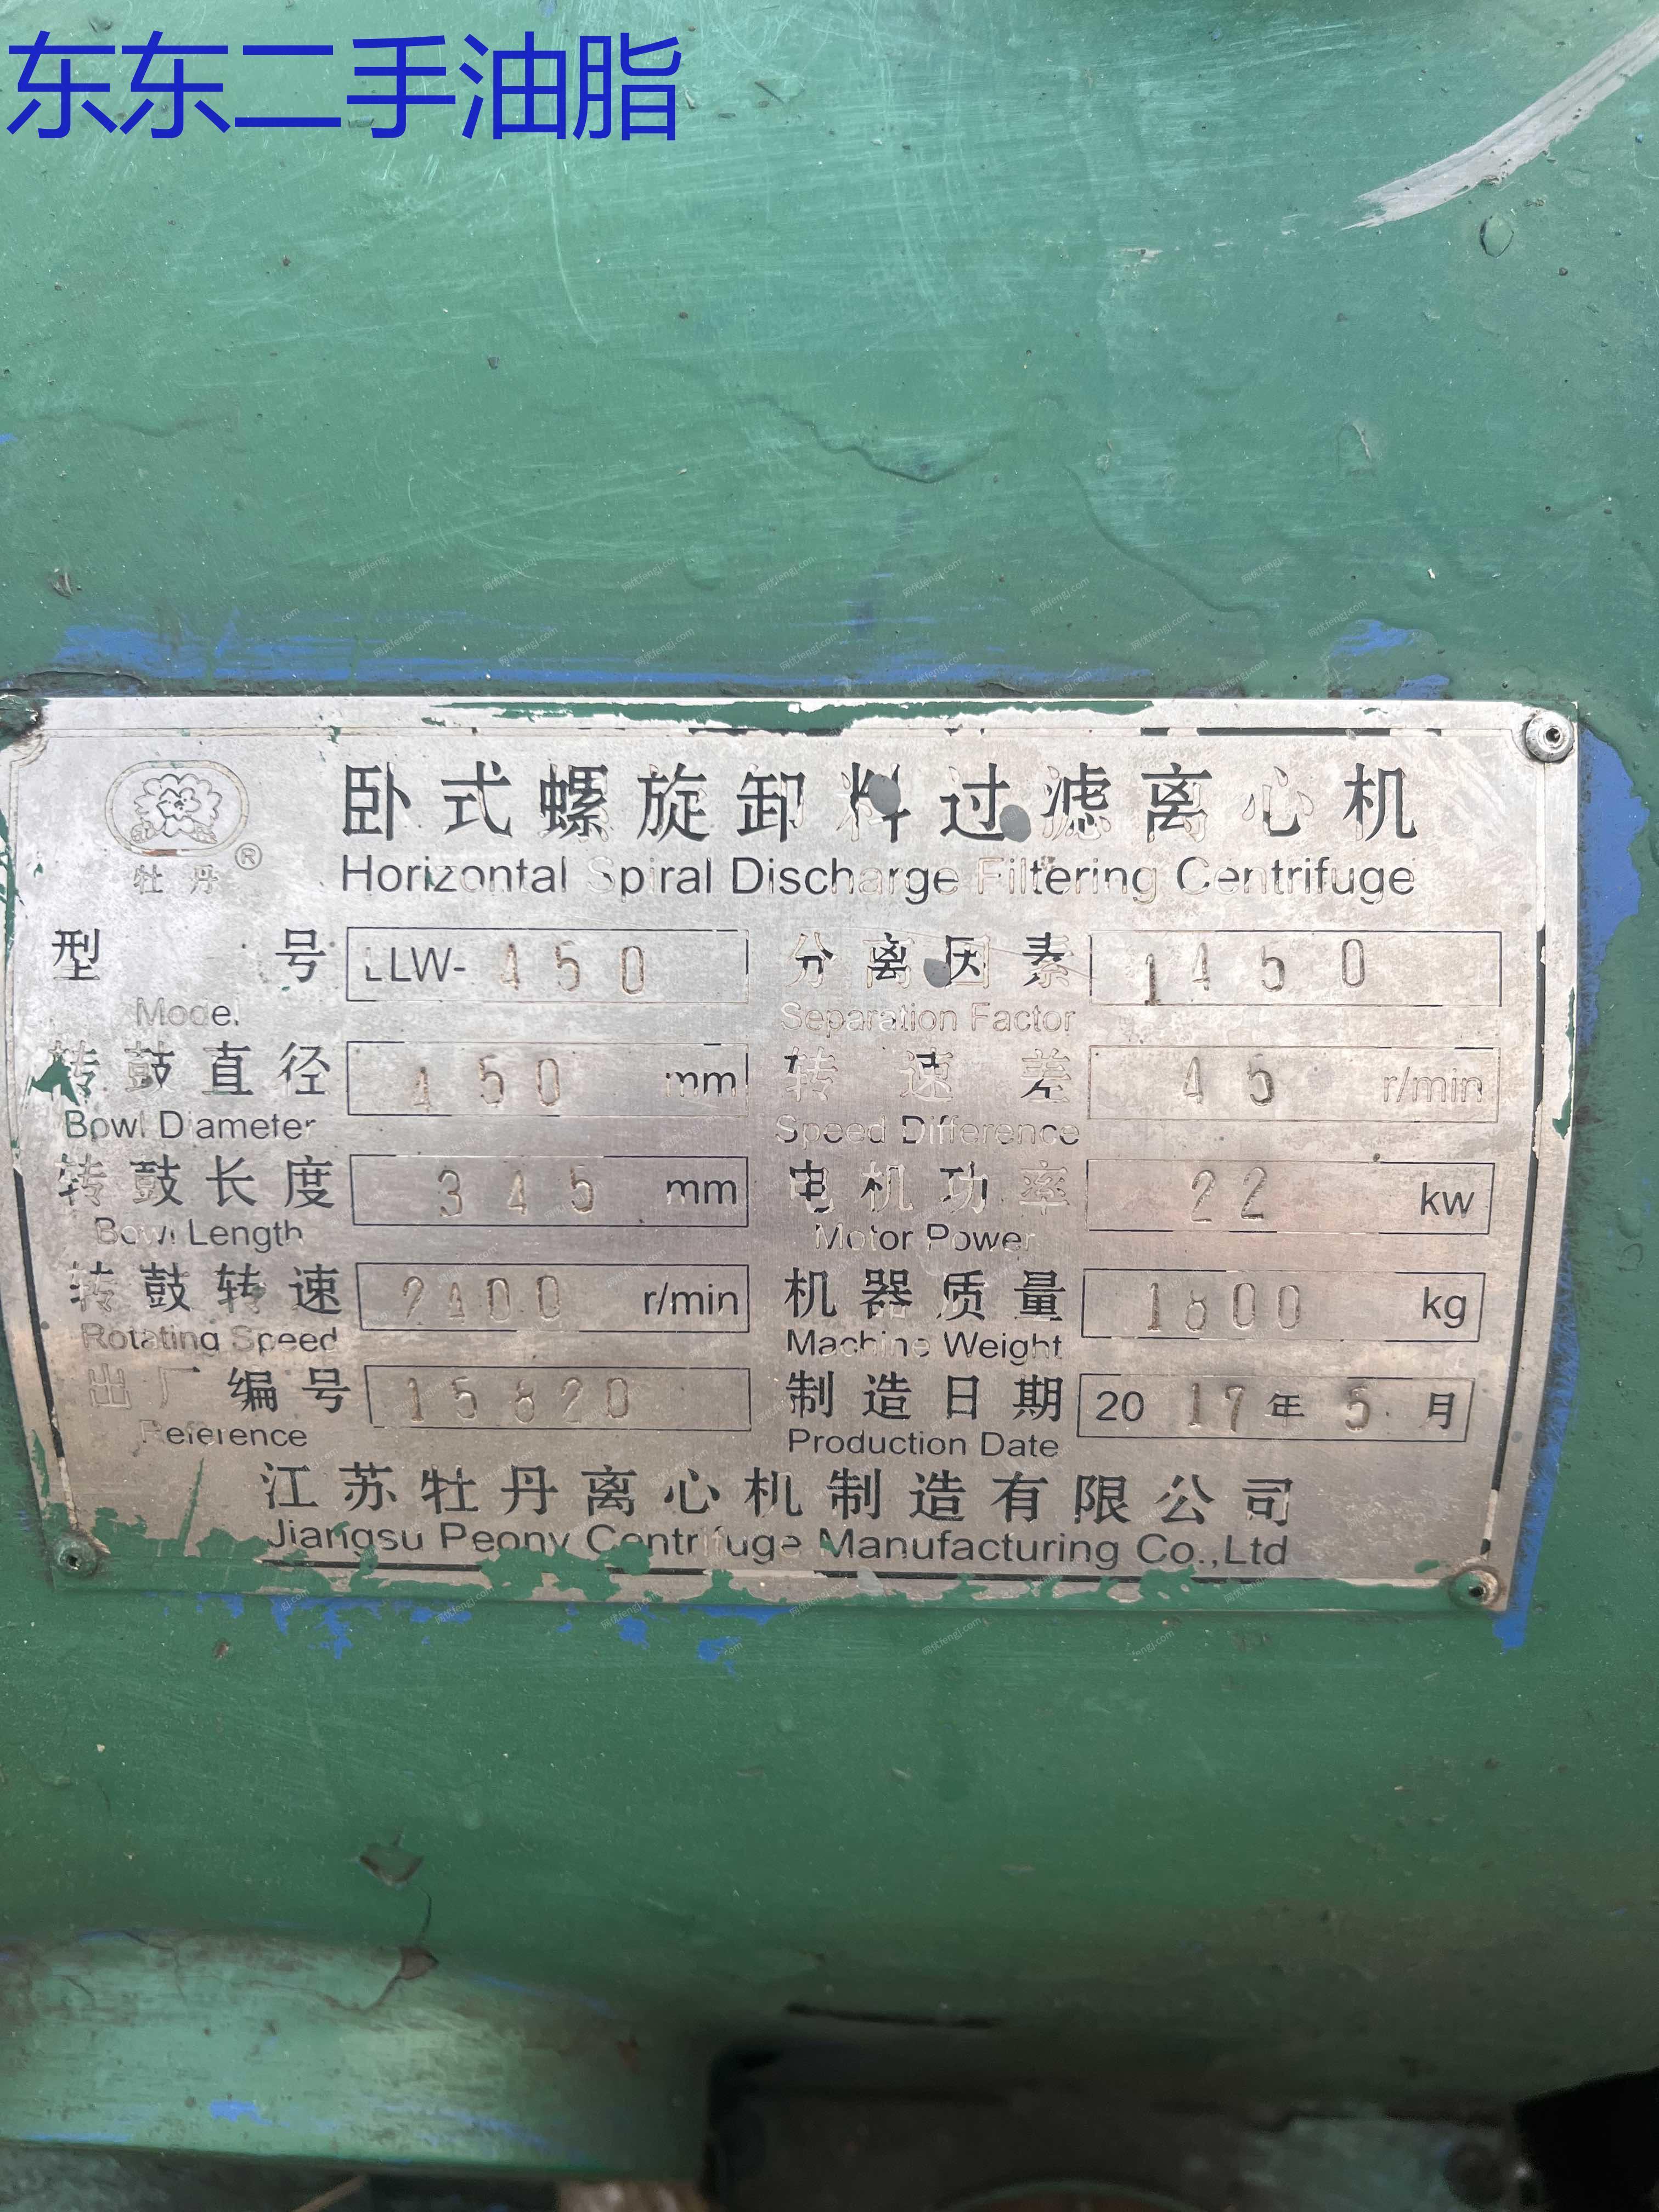 东东二手油脂
牡丹 ®
卧式螺旋卸料过滤离心机
Horizontal Spiral Discharge Filtering Centrifuge
型号 LLW- 450 分离因素 1450
Model Separation Factor
转鼓直径 450 mm 转速差 45 r/min
Bowl Diameter Speed Difference
转鼓长度 345 mm 电机功率 22 kw
Bowl Length Motor Power
转鼓转速 2400 r/min 机器质量 1800 kg
Rotating Speed Machine Weight
出厂编号 15820 制造日期 2017年5月
Reference Production Date
江苏牡丹离心机制造有限公司
Jiangsu Peony Centrifuge Manufacturing Co.,Ltd